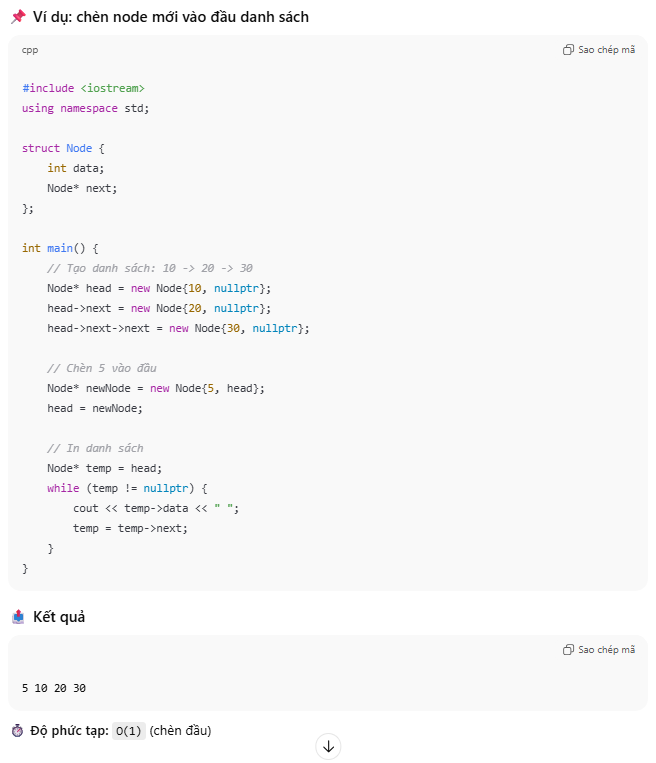 📌 Ví dụ: chèn node mới vào đầu danh sách
cpp
Sao chép mã
#include <iostream>
using namespace std;
struct Node {
    int data;
    Node* next;
};
int main() {
    // Tạo danh sách: 10 -> 20 -> 30
    Node* head = new Node{10, nullptr};
    head->next = new Node{20, nullptr};
    head->next->next = new Node{30, nullptr};
    // Chèn 5 vào đầu
    Node* newNode = new Node{5, head};
    head = newNode;
    // In danh sách
    Node* temp = head;
    while (temp != nullptr) {
        cout << temp->data << " ";
        temp = temp->next;
    }
}
📤 Kết quả
Sao chép mã
5 10 20 30
⏱ Độ phức tạp: O(1) (chèn đầu)